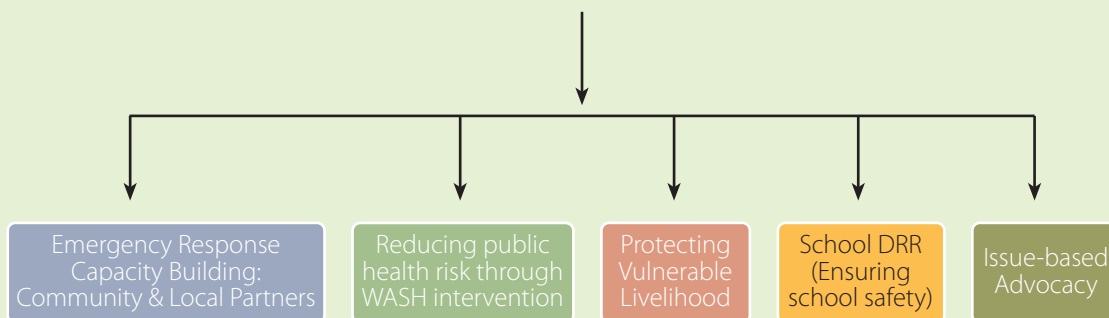 Emergency Response
Capacity Building:
Community & Local Partners
Reducing public
health risk through
WASH intervention
Protecting
Vulnerable
Livelihood
School DRR
(Ensuring
school safety)
Issue-based
Advocacy